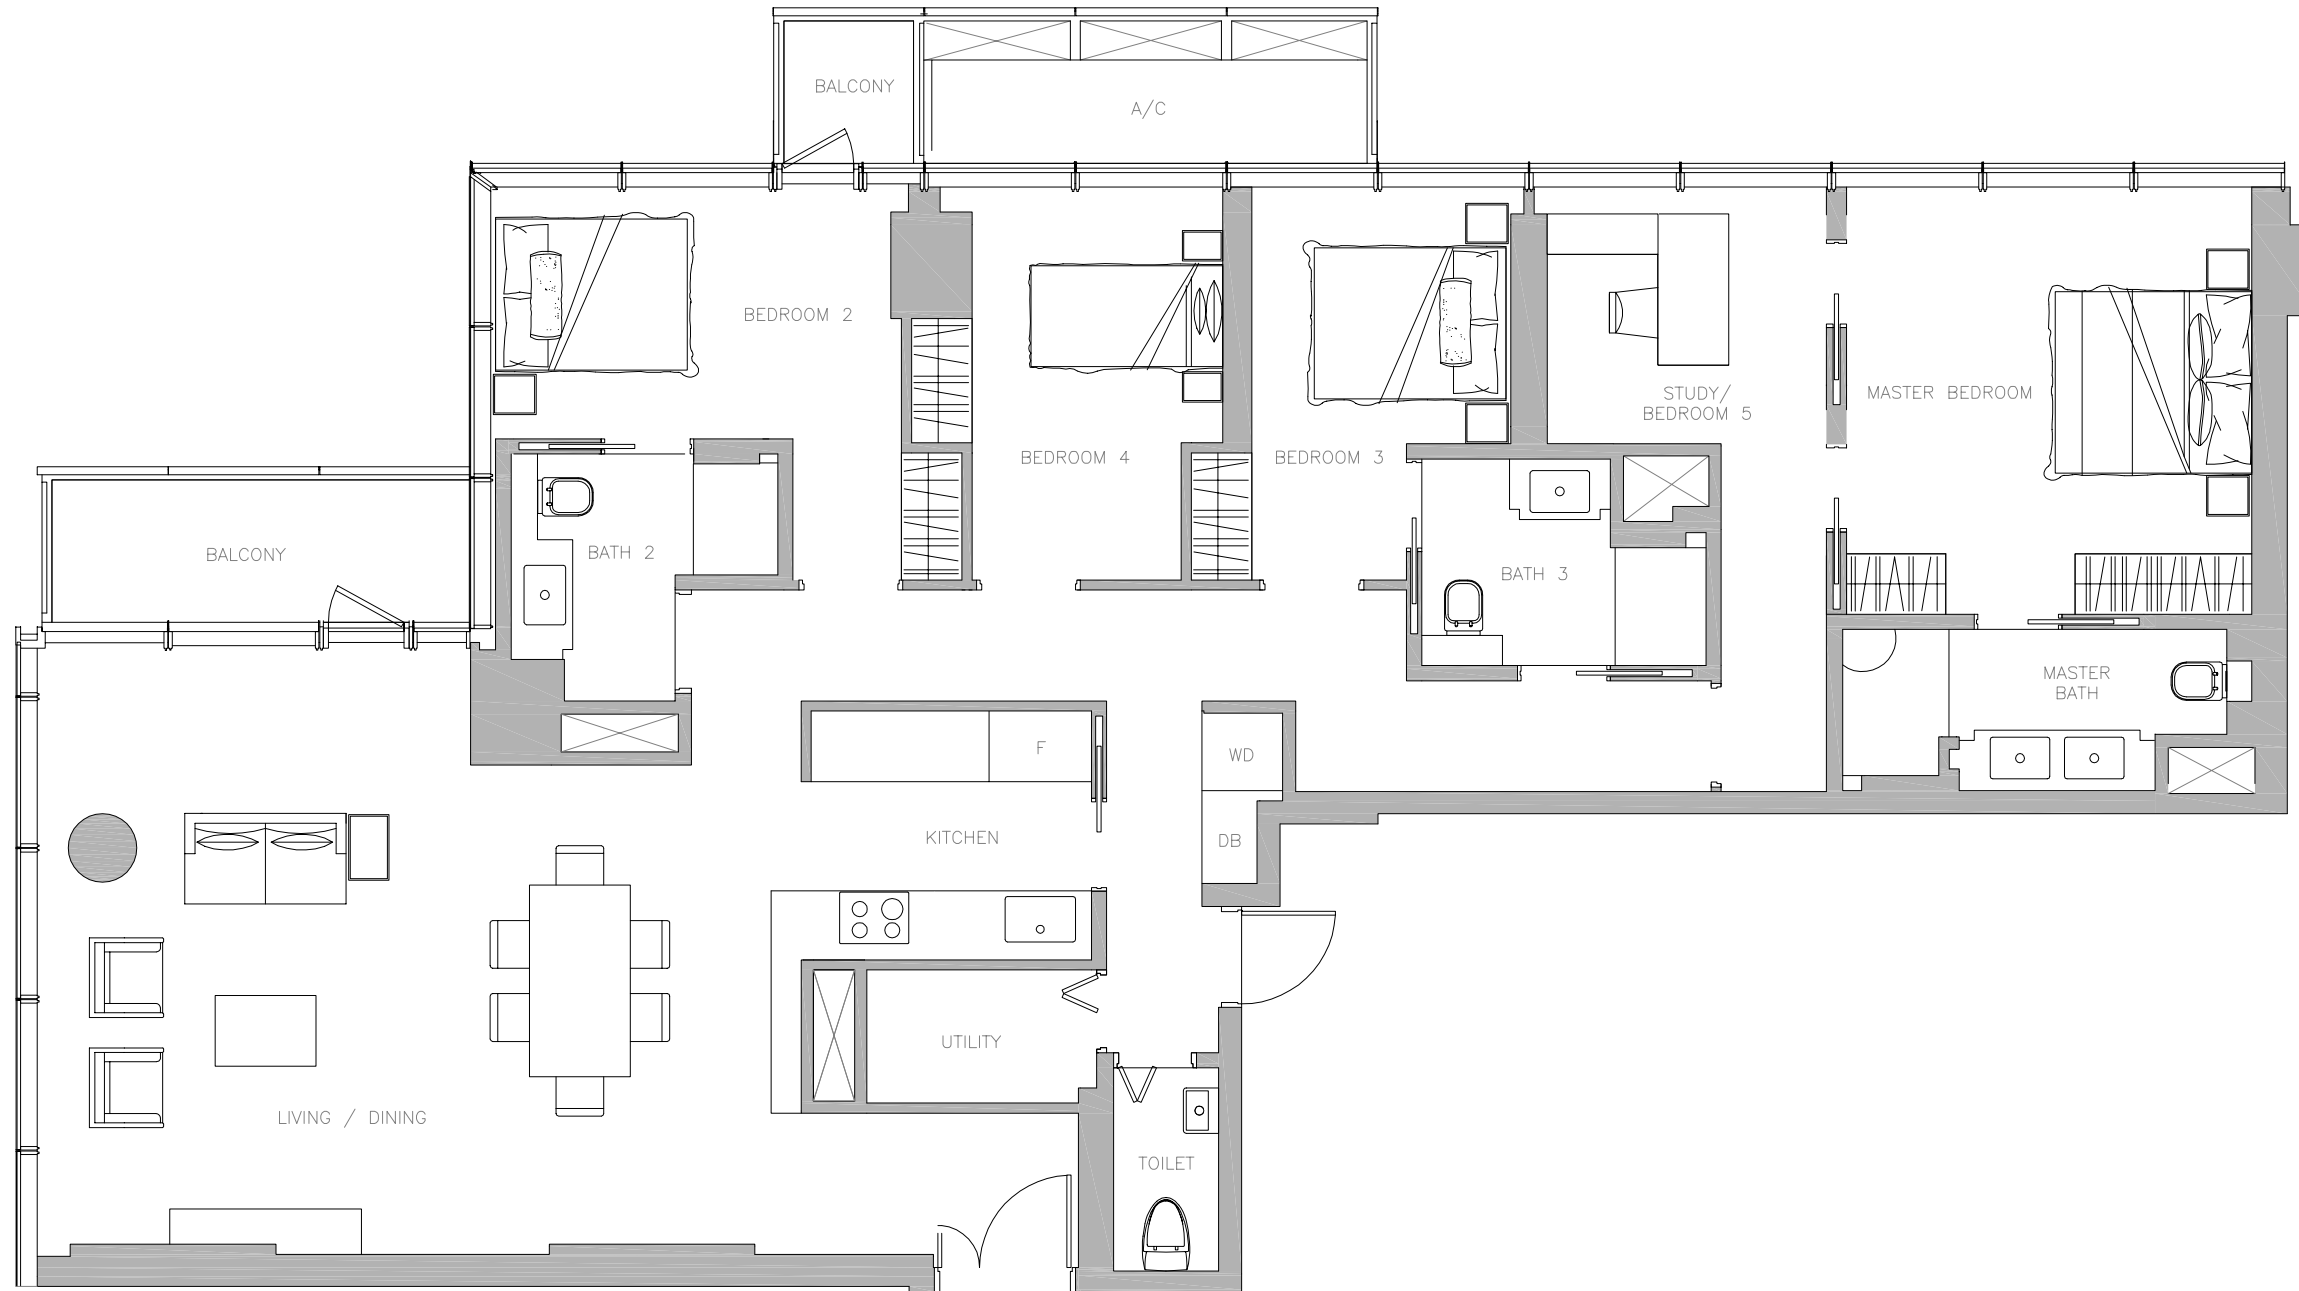 BALCONY
A/C
BEDROOM 2
STUDY/
BEDROOM 5
MASTER BEDROOM
BEDROOM 4
BEDROOM 3
BALCONY
BATH 2
BATH 3
MASTER
BATH
F
WD
KITCHEN
DB
UTILITY
LIVING / DINING
TOILET